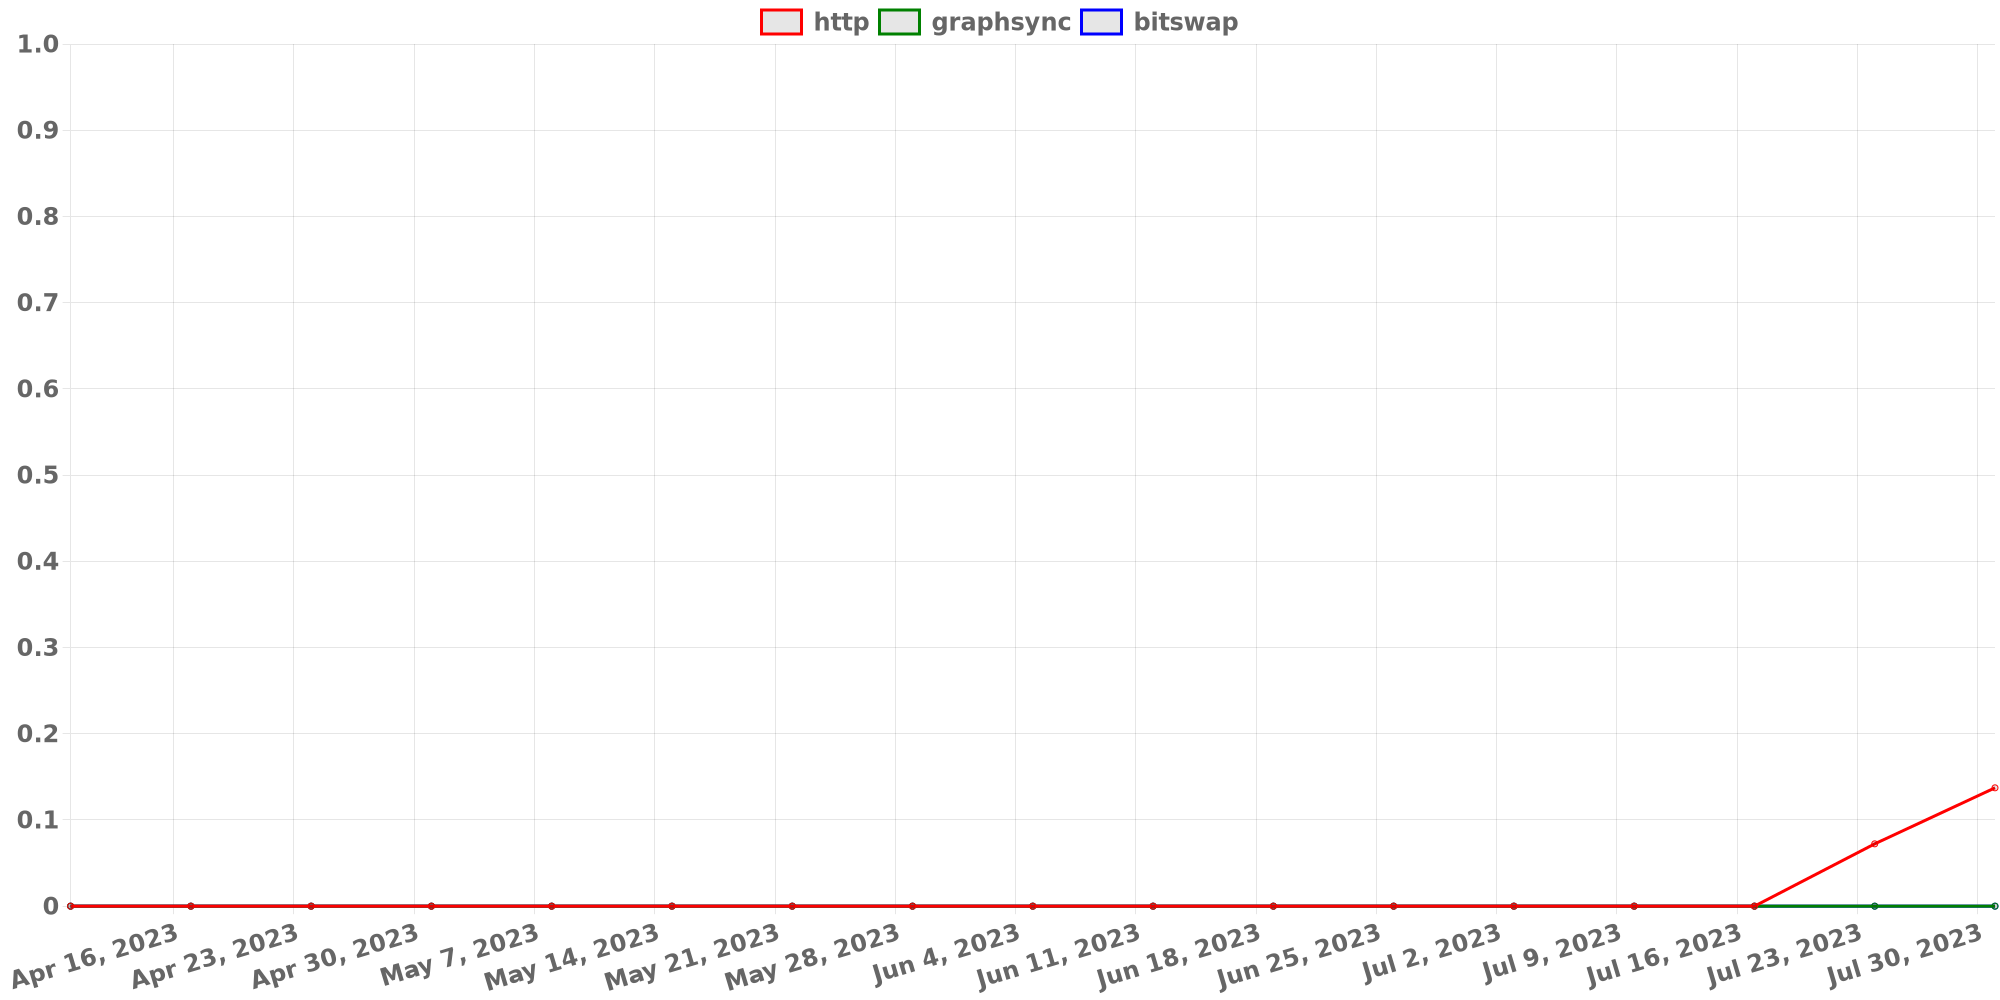 http graphsync bitswap
1.0
0.9
0.8
0.7
0.6
0.5
0.4
0.3
0.2
0.1
0
Apr 16, 2023
Apr 23, 2023
Apr 30, 2023
May 7, 2023
May 14, 2023
May 21, 2023
May 28, 2023
Jun 4, 2023
Jun 11, 2023
Jun 18, 2023
Jun 25, 2023
Jul 2, 2023
Jul 9, 2023
Jul 16, 2023
Jul 23, 2023
Jul 30, 2023